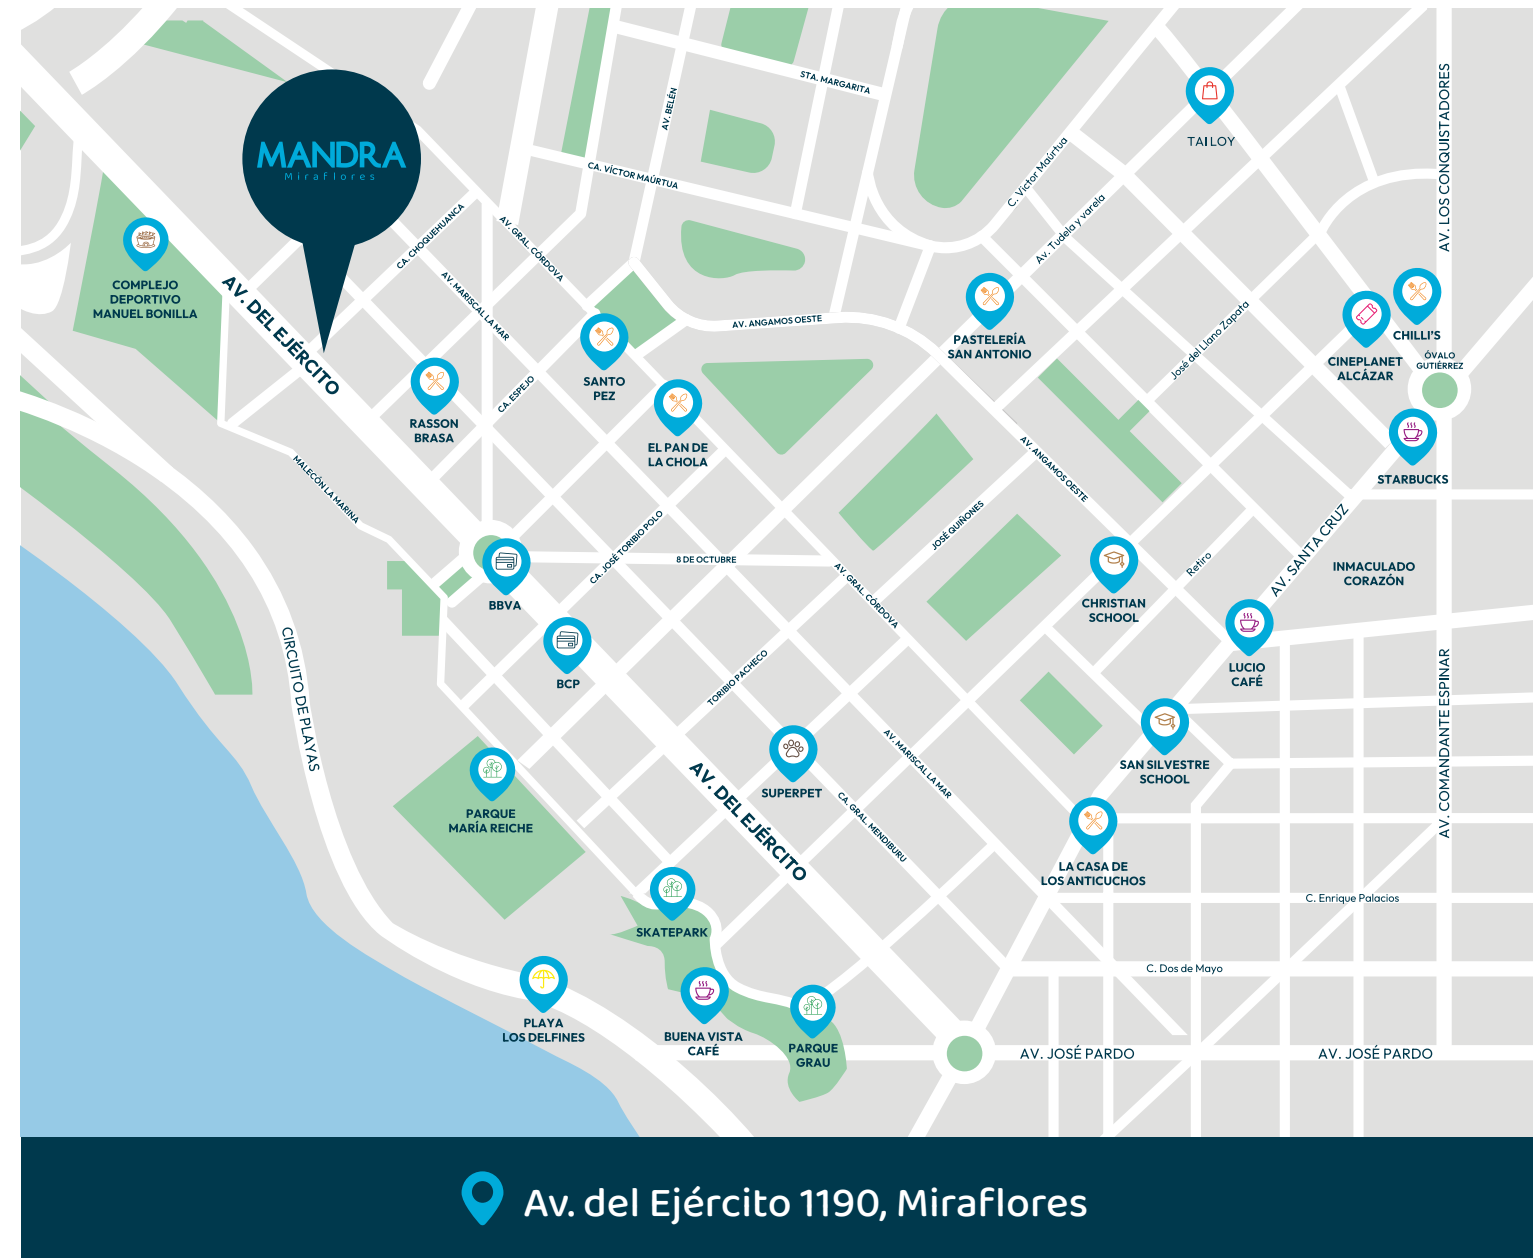 STA. MARGARITA
AV. BELÉN
AV. LOS CONQUISTADORES
TAI LOY
MANDRA
Miraflores
CA. VÍCTOR MAÚRTUA
C. Víctor Maúrtua
Av. Tudela y varela
CA. CHOQUEHUANCA
AV. GRAL. CÓRDOVA
COMPLEJO
DEPORTIVO
MANUEL BONILLA
AV. DEL EJÉRCITO
AV. MARISCAL LA MAR
AV. ANGAMOS OESTE
PASTELERÍA
SAN ANTONIO
José del Llano Zapata
CHILLI'S
CINEPLANET
ALCÁZAR
ÓVALO
GUTIÉRREZ
SANTO
PEZ
CA. ESPEJO
RASSON
BRASA
EL PAN DE
LA CHOLA
AV. ANGAMOS OESTE
STARBUCKS
MALECÓN LA MARINA
JOSÉ QUIÑONES
CA. JOSÉ TORIBIO POLO
8 DE OCTUBRE
AV. GRAL. CÓRDOVA
Retiro
AV. SANTA CRUZ
INMACULADO
CORAZÓN
BBVA
CHRISTIAN
SCHOOL
CIRCUITO DE PLAYAS
BCP
TORIBIO PACHECO
LUCIO
CAFÉ
AV. COMANDANTE ESPINAR
AV. MARISCAL LA MAR
SAN SILVESTRE
SCHOOL
SUPERPET
AV. DEL EJÉRCITO
CA. GRAL. MENDIBURU
PARQUE
MARÍA REICHE
LA CASA DE
LOS ANTICUCHOS
C. Enrique Palacios
SKATEPARK
C. Dos de Mayo
PLAYA
LOS DELFINES
BUENA VISTA
CAFÉ
PARQUE
GRAU
AV. JOSÉ PARDO
AV. JOSÉ PARDO
Av. del Ejército 1190, Miraflores